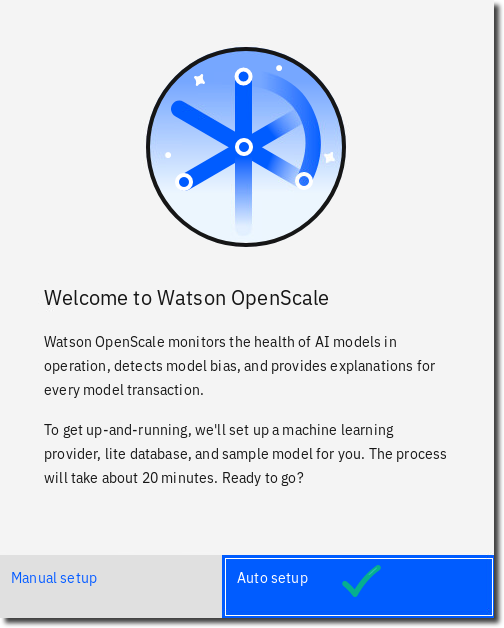 Welcome to Watson OpenScale
Watson OpenScale monitors the health of AI models in
operation, detects model bias, and provides explanations for
every model transaction.
To get up-and-running, we'll set up a machine learning
provider, lite database, and sample model for you. The process
will take about 20 minutes. Ready to go?
Manual setup
Auto setup